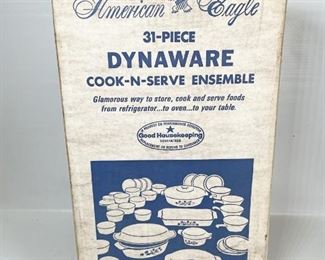 American Eagle
31-PIECE
DYNAWARE
COOK-N-SERVE ENSEMBLE
Glamorous way to store, cook and serve foods
from refrigerator...to oven...to your table.
Good Housekeeping